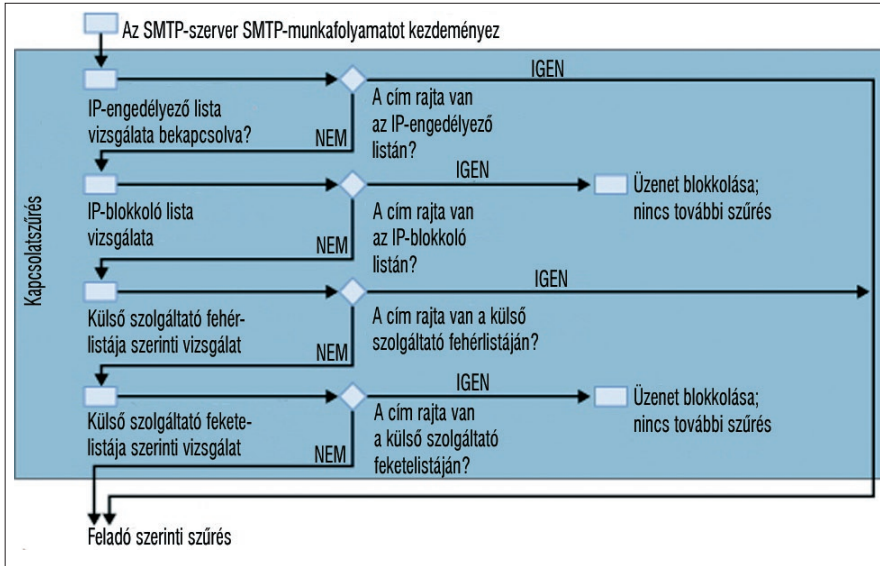 Az SMTP-szerver SMTP-munkafolyamatot kezdeményez
IGEN
IP-engedélyező lista
vizsgálata bekapcsolva?
A cím rajta van
az IP-engedélyező
listán?
NEM
IGEN
Üzenet blokkolása;
nincs további szűrés
IP-blokkoló lista
vizsgálata
A cím rajta van
az IP-blokkoló
listán?
NEM
IGEN
Külső szolgáltató fehér-
listája szerinti vizsgálat
A cím rajta van a külső
szolgáltató fehérlistáján?
NEM
IGEN
Üzenet blokkolása;
nincs további szűrés
Külső szolgáltató fekete-
listája szerinti vizsgálat
A cím rajta van
a külső szolgáltató
feketelistáján?
NEM
Kapcsolatszűrés
Feladó szerinti szűrés